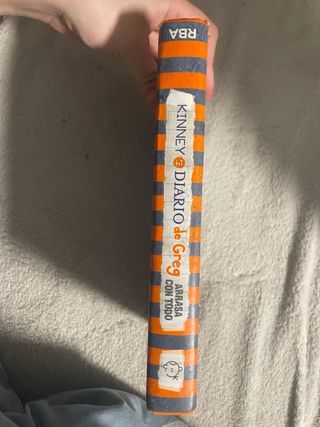 RBA
KINNEY
DIARIO de Greg
ARRASA
CON TODO